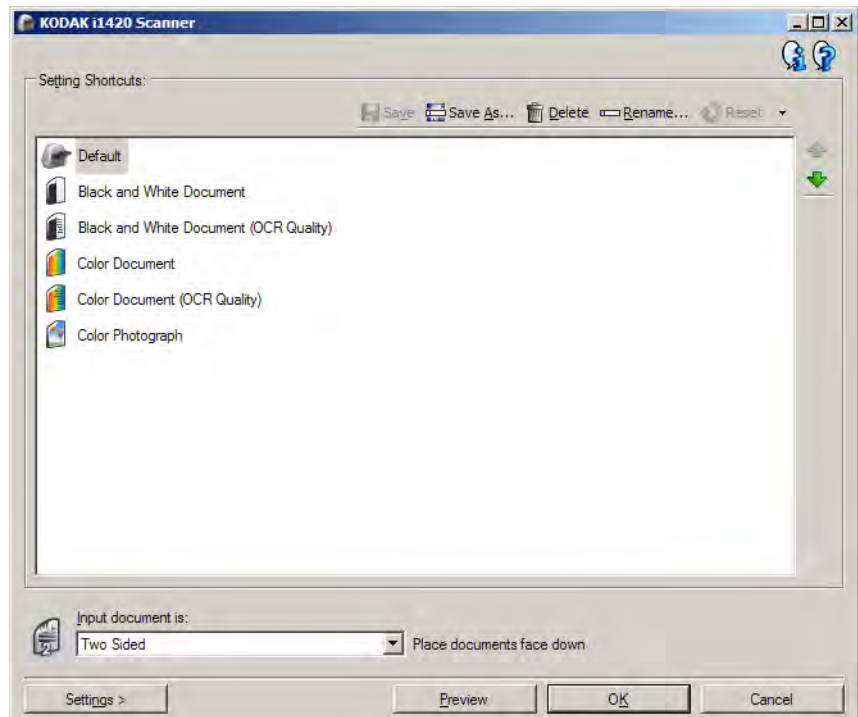 KODAK i1420 Scanner
Setting Shortcuts:
Save Save As... Delete Rename... Reset
Default
Black and White Document
Black and White Document (OCR Quality)
Color Document
Color Document (OCR Quality)
Color Photograph
Input document is:
Two Sided Place documents face down
Settings > Preview OK Cancel